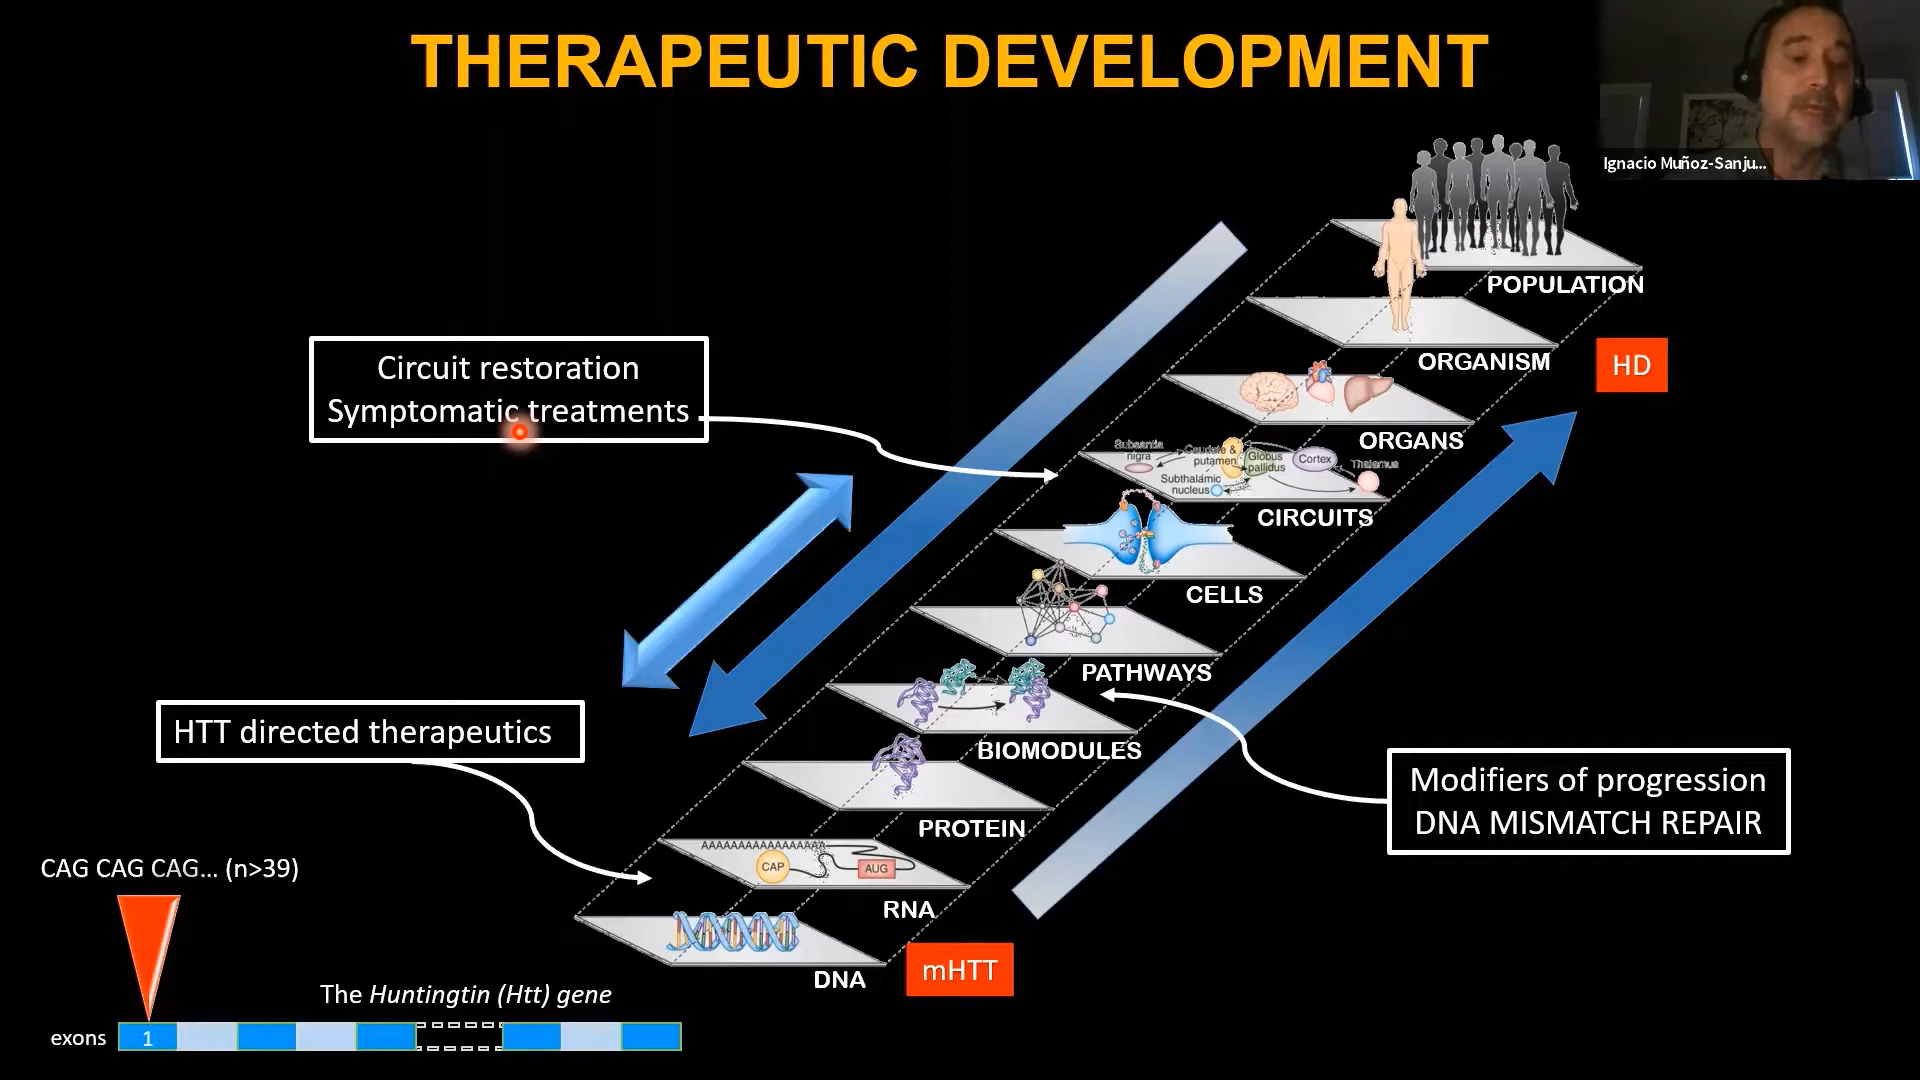 THERAPEUTIC DEVELOPMENT
Ignacio Muñoz-Sanju...
POPULATION
ORGANISM
HD
Circuit restoration
Symptomatic treatments
ORGANS
Subsantia
nigra
Caudate &
putamen
Globus
pallidus
Cortex
Thalamus
Subthalamic
nucleus
CIRCUITS
CELLS
PATHWAYS
HTT directed therapeutics
BIOMODULES
Modifiers of progression
DNA MISMATCH REPAIR
PROTEIN
AAAAAAAAAAAAAAAAA
CAP
AUG
RNA
CAG CAG CAG... (n>39)
DNA
mHTT
The Huntingtin (Htt) gene
exons
1